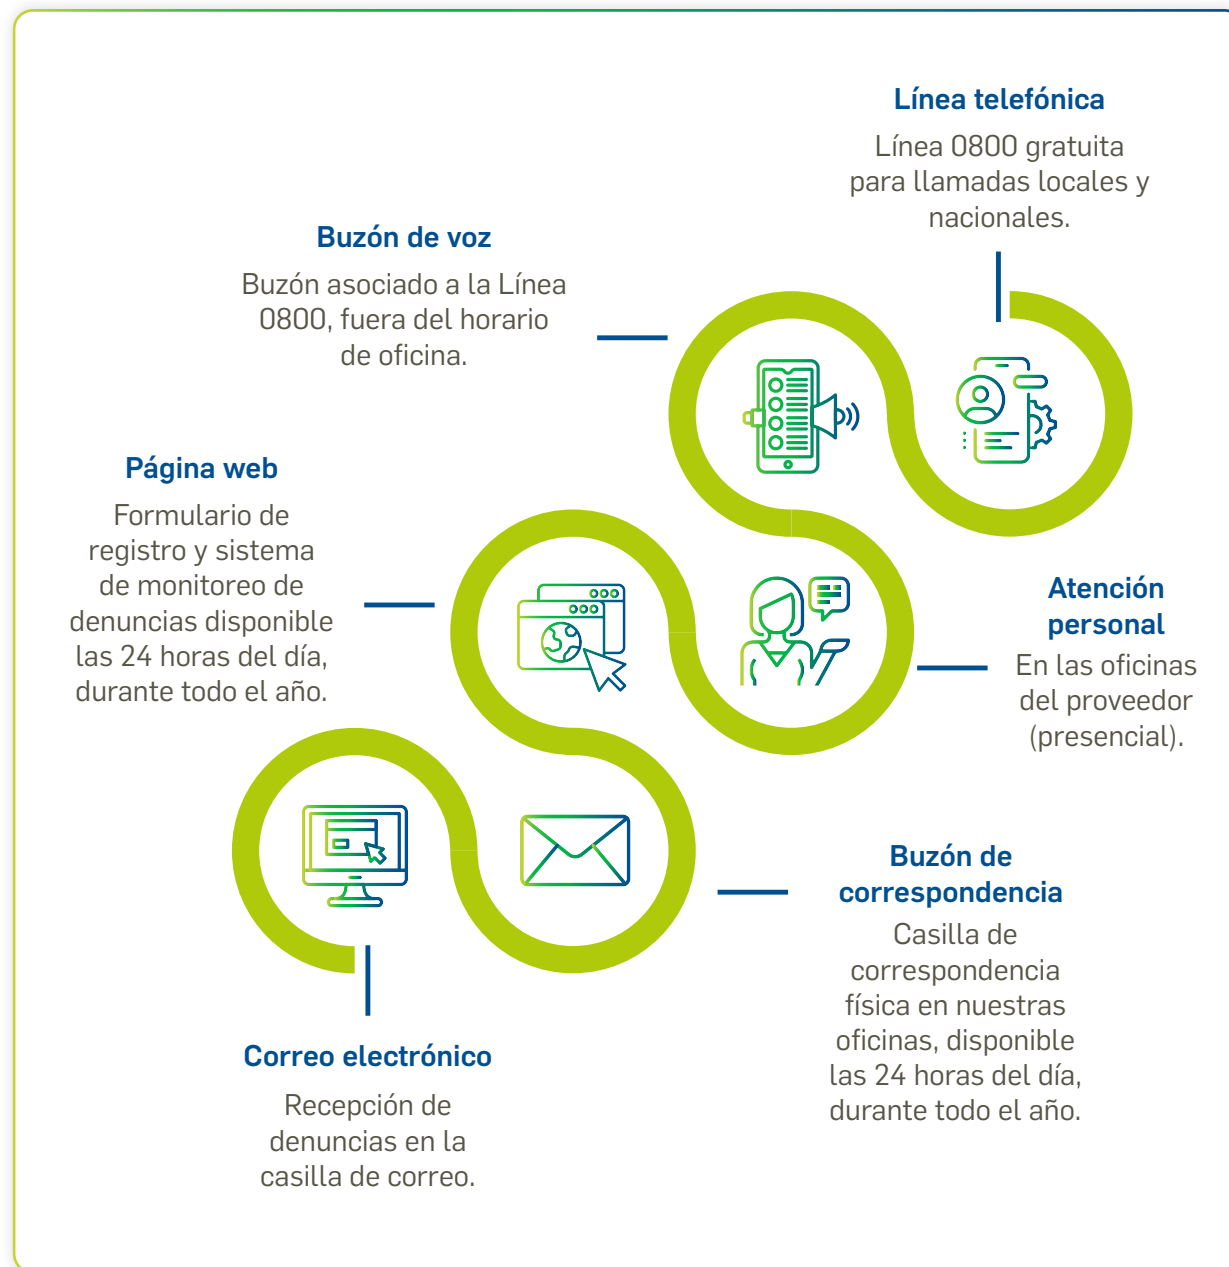 Línea telefónica
Línea 0800 gratuita
para llamadas locales y
nacionales.
Buzón de voz
Buzón asociado a la Línea
0800, fuera del horario
de oficina.
Página web
Formulario de
registro y sistema
de monitoreo de
denuncias disponible
las 24 horas del día,
durante todo el año.
Atención
personal
En las oficinas
del proveedor
(presencial).
Buzón de
correspondencia
Casilla de
correspondencia
física en nuestras
oficinas, disponible
las 24 horas del día,
durante todo el año.
Correo electrónico
Recepción de
denuncias en la
casilla de correo.